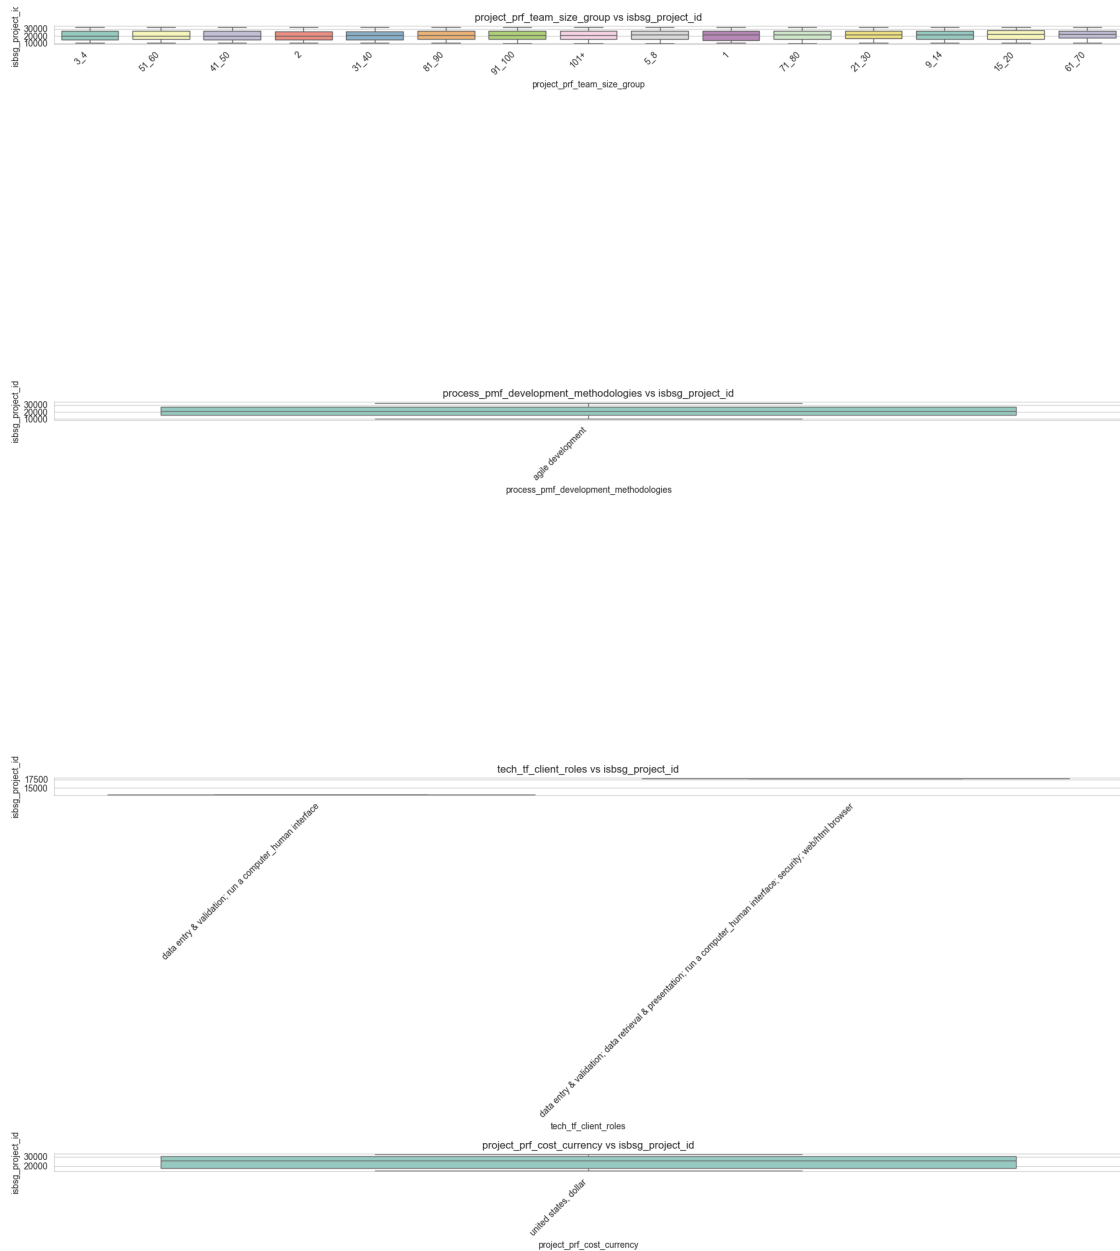 project_prf_team_size_group vs isbsg_project_id
isbsg_project_ic
30000
20000
10000
3_4
51_60
41_50
2
31_40
81_90
91_100
101+
5_8
1
71_80
21_30
9_14
15_20
61_70
project_prf_team_size_group
process_pmf_development_methodologies vs isbsg_project_id
isbsg_project_id
30000
20000
10000
agile development
process_pmf_development_methodologies
tech_tf_client_roles vs isbsg_project_id
isbsg_project_id
17500
15000
data entry & validation; run a computer_human interface
data entry & validation; data retrieval & presentation; run a computer_human interface; security; web/html browser
tech_tf_client_roles
project_prf_cost_currency vs isbsg_project_id
isbsg_project_id
30000
20000
united states, dollar
project_prf_cost_currency